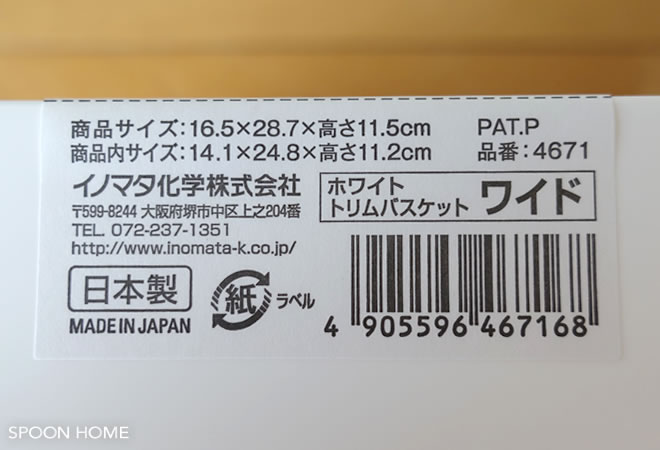 商品サイズ:16.5×28.7×高さ11.5cm PAT.P
商品内サイズ:14.1×24.8×高さ11.2cm 品番:4671
イノマタ化学株式会社
〒599-8244 大阪府堺市中区上之204番
TEL. 072-237-1351
http://www.inomata-k.co.jp/
ホワイト
トリムバスケット ワイド
日本製
MADE IN JAPAN
紙 ラベル
4 905596 467168
SPOON HOME